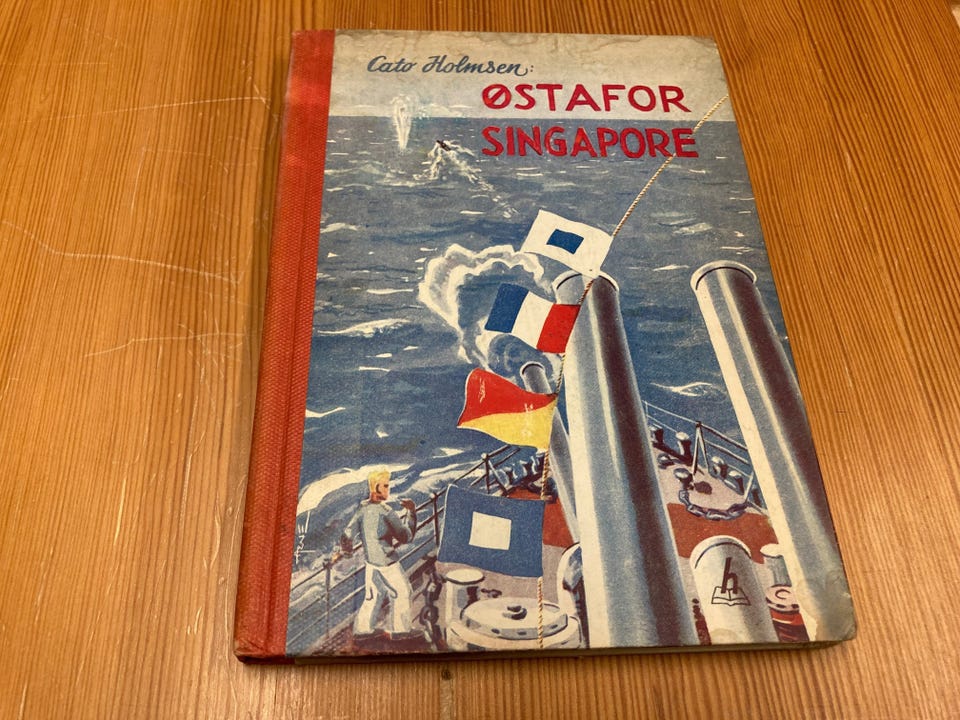 Cato Holmsen:
ØSTAFOR
SINGAPORE
h